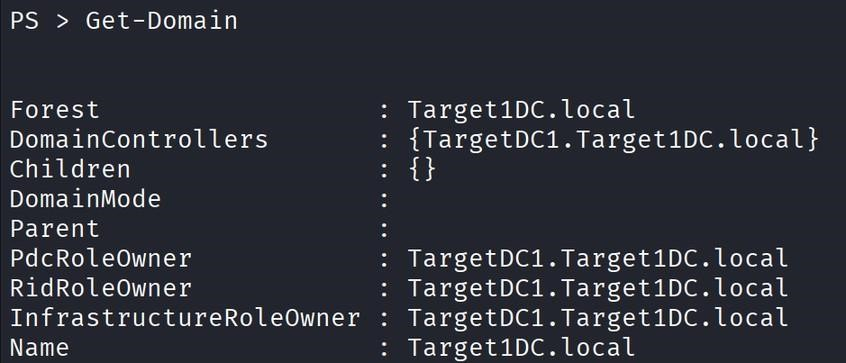 PS > Get-Domain
Forest : Target1DC.local
DomainControllers : {TargetDC1.Target1DC.local}
Children : {}
DomainMode :
Parent :
PdcRoleOwner : TargetDC1.Target1DC.local
RidRoleOwner : TargetDC1.Target1DC.local
InfrastructureRoleOwner : TargetDC1.Target1DC.local
Name : Target1DC.local